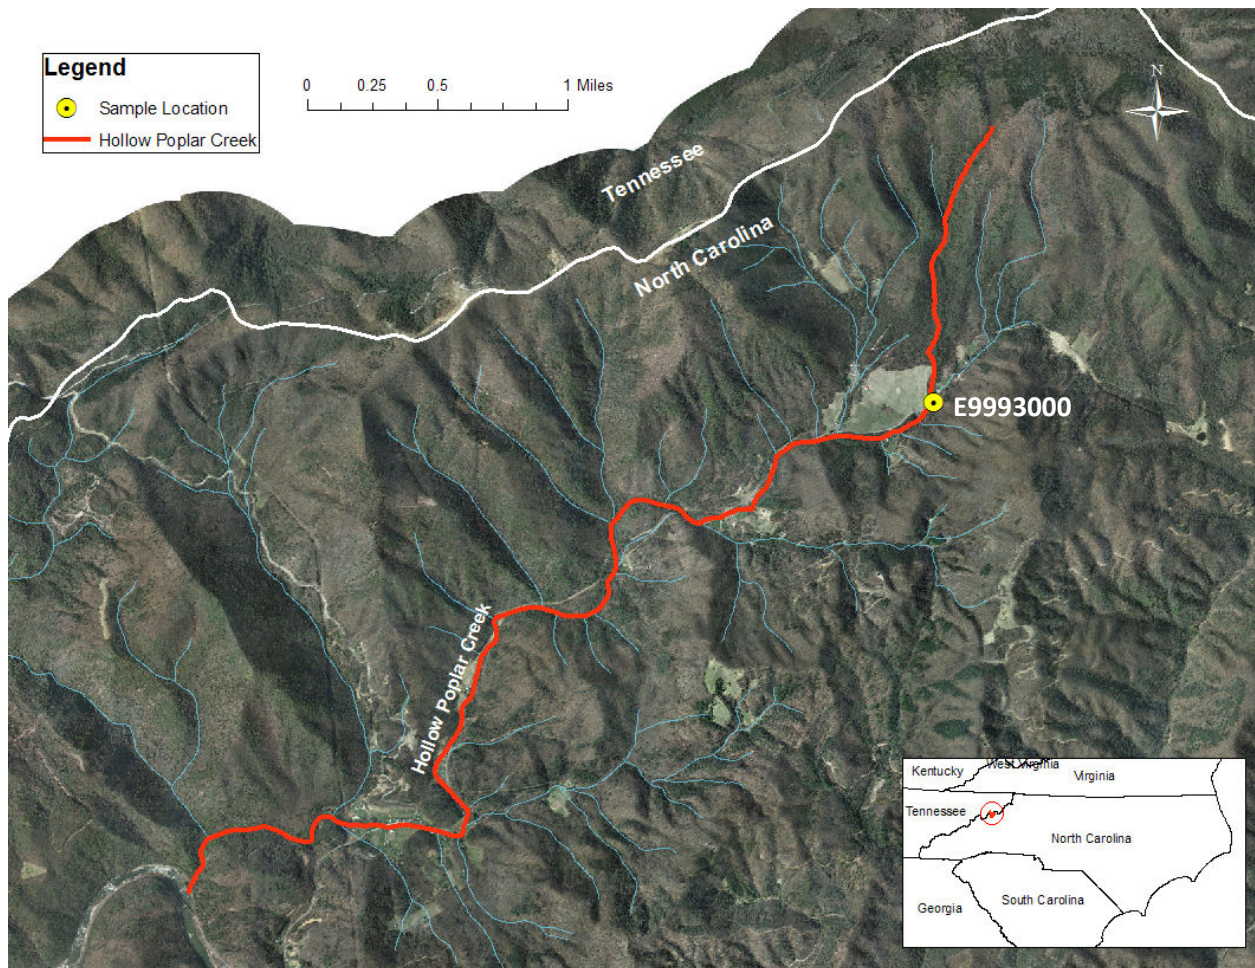 Legend
Sample Location
Hollow Poplar Creek
0 0.25 0.5 1 Miles
N
Tennessee
North Carolina
E9993000
Hollow Poplar Creek
Kentucky
West Virginia
Virginia
Tennessee
North Carolina
South Carolina
Georgia